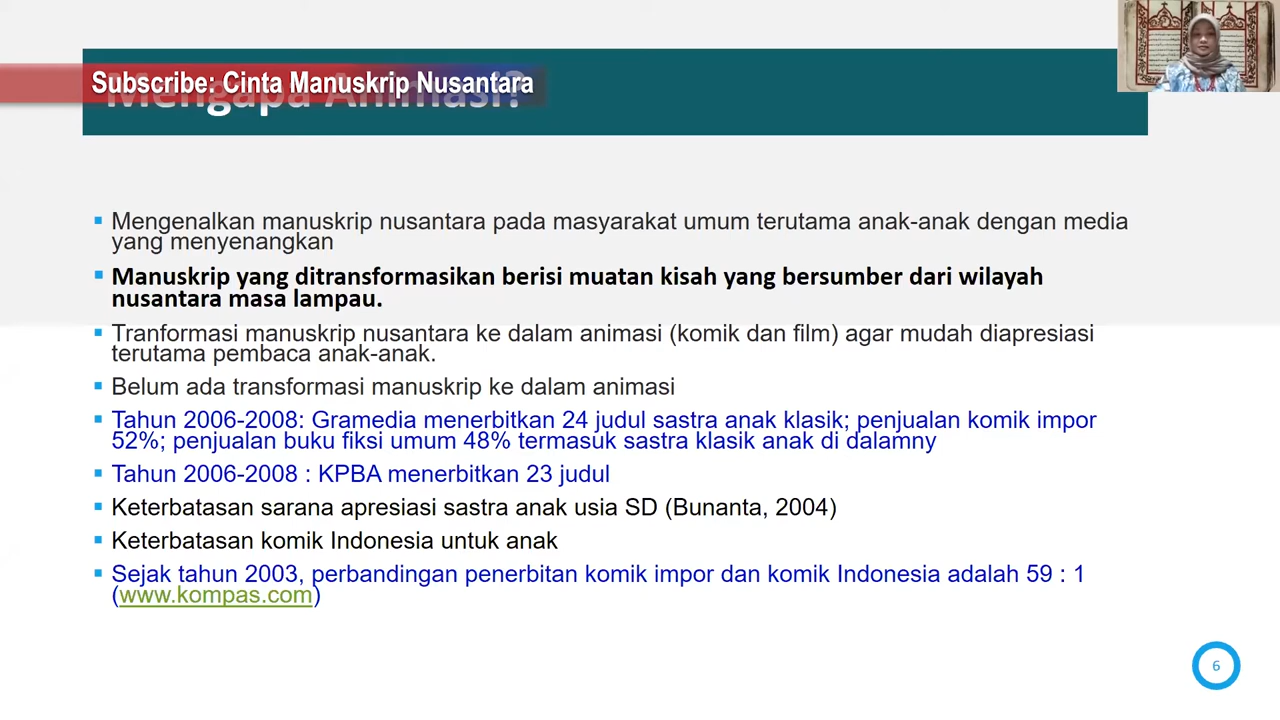 Subscribe: Cinta Manuskrip Nusantara
Mengapa Animasi?
Mengenalkan manuskrip nusantara pada masyarakat umum terutama anak-anak dengan media
yang menyenangkan
Manuskrip yang ditransformasikan berisi muatan kisah yang bersumber dari wilayah
nusantara masa lampau.
Tranformasi manuskrip nusantara ke dalam animasi (komik dan film) agar mudah diapresiasi
terutama pembaca anak-anak.
Belum ada transformasi manuskrip ke dalam animasi
Tahun 2006-2008: Gramedia menerbitkan 24 judul sastra anak klasik; penjualan komik impor
52%; penjualan buku fiksi umum 48% termasuk sastra klasik anak di dalamny
Tahun 2006-2008 : KPBA menerbitkan 23 judul
Keterbatasan sarana apresiasi sastra anak usia SD (Bunanta, 2004)
Keterbatasan komik Indonesia untuk anak
Sejak tahun 2003, perbandingan penerbitan komik impor dan komik Indonesia adalah 59 : 1
(www.kompas.com)
6